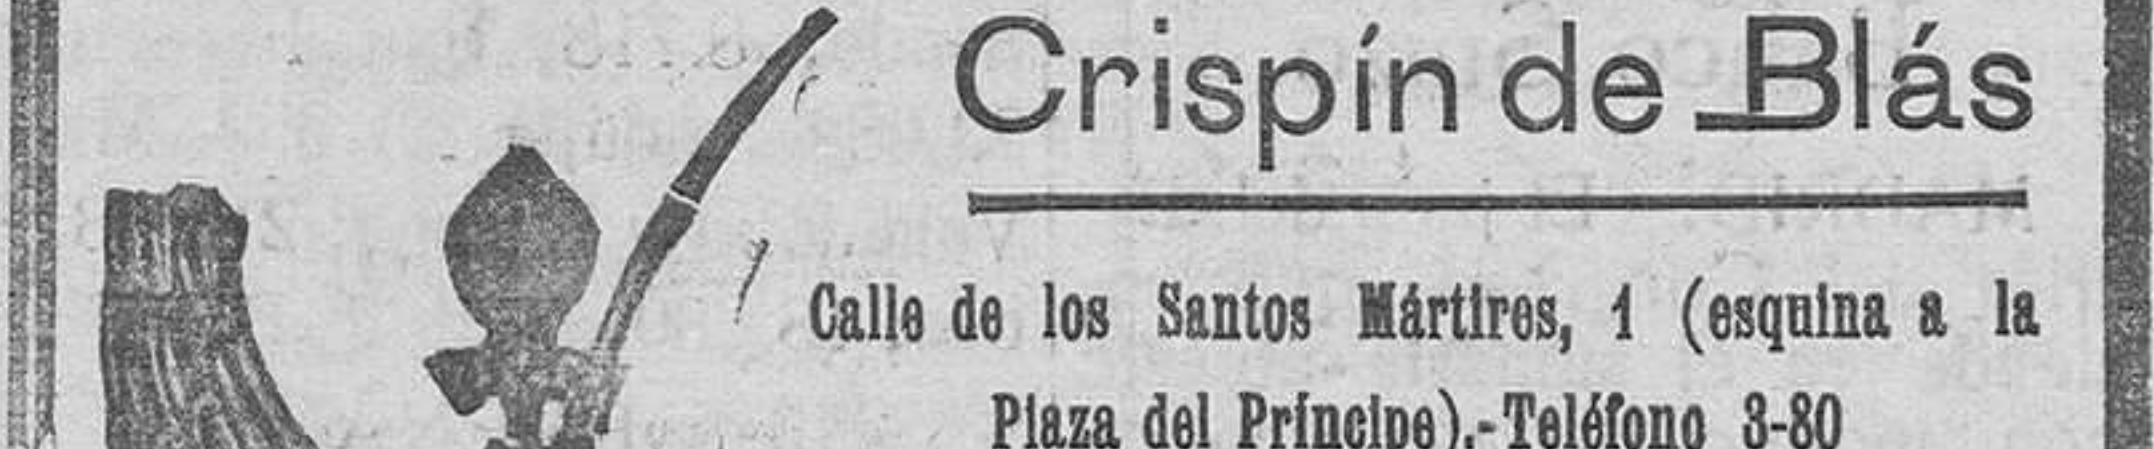 Crispín de Blás
Calle de los Santos Mártires, 1 (esquina a la
Plaza del Príncipe).-Teléfono 3-80